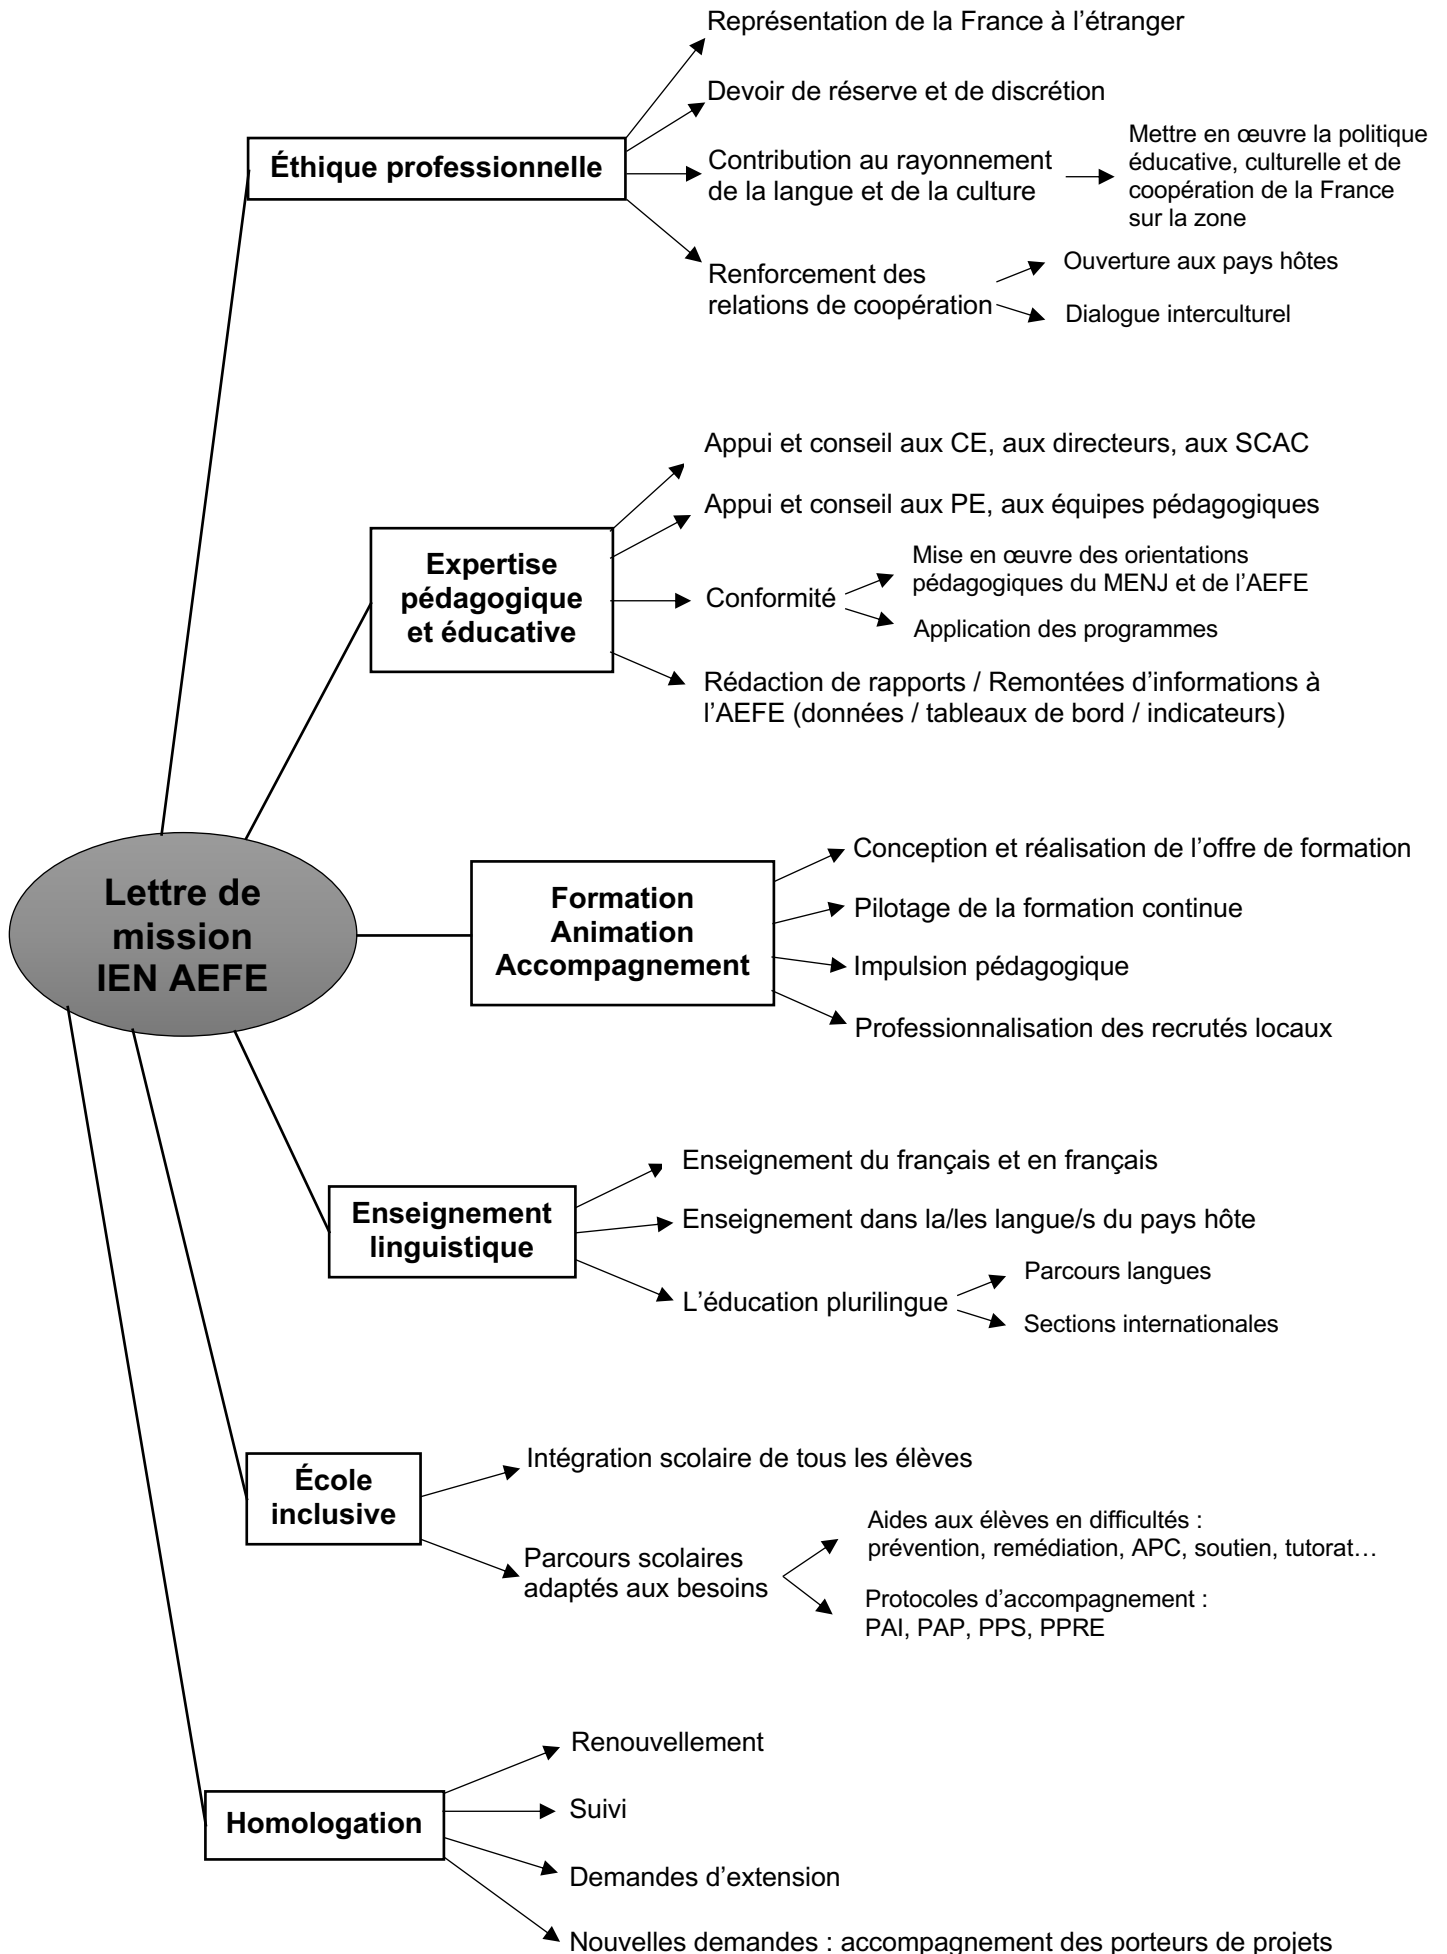 Représentation de la France à l’étranger
Devoir de réserve et de discrétion
Éthique professionnelle
Contribution au rayonnement
de la langue et de la culture
Mettre en œuvre la politique
éducative, culturelle et de
coopération de la France
sur la zone
Renforcement des
relations de coopération
Ouverture aux pays hôtes
Dialogue interculturel
Appui et conseil aux CE, aux directeurs, aux SCAC
Appui et conseil aux PE, aux équipes pédagogiques
Expertise
pédagogique
et éducative
Conformité
Mise en œuvre des orientations
pédagogiques du MENJ et de l’AEFE
Application des programmes
Rédaction de rapports / Remontées d’informations à
l’AEFE (données / tableaux de bord / indicateurs)
Lettre de
mission
IEN AEFE
Formation
Animation
Accompagnement
Conception et réalisation de l’offre de formation
Pilotage de la formation continue
Impulsion pédagogique
Professionnalisation des recrutés locaux
Enseignement
linguistique
Enseignement du français et en français
Enseignement dans la/les langue/s du pays hôte
L’éducation plurilingue
Parcours langues
Sections internationales
École
inclusive
Intégration scolaire de tous les élèves
Parcours scolaires
adaptés aux besoins
Aides aux élèves en difficultés :
prévention, remédiation, APC, soutien, tutorat…
Protocoles d’accompagnement :
PAI, PAP, PPS, PPRE
Homologation
Renouvellement
Suivi
Demandes d’extension
Nouvelles demandes : accompagnement des porteurs de projets